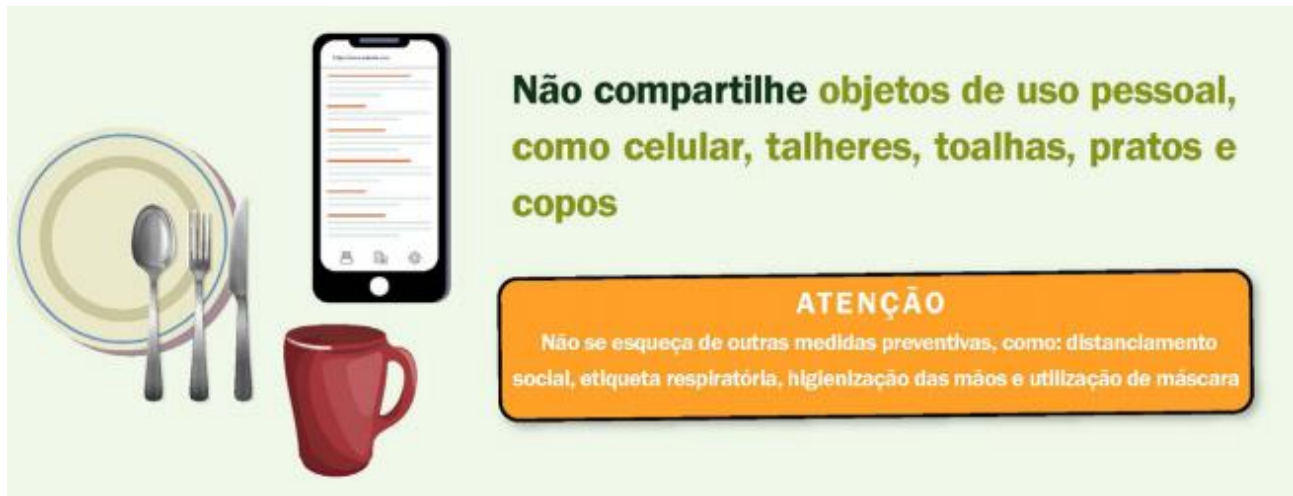 Não compartilhe objetos de uso pessoal,
como celular, talheres, toalhas, pratos e
copos
ATENÇÃO
Não se esqueça de outras medidas preventivas, como: distanciamento
social, etiqueta respiratória, higienização das mãos e utilização de máscara